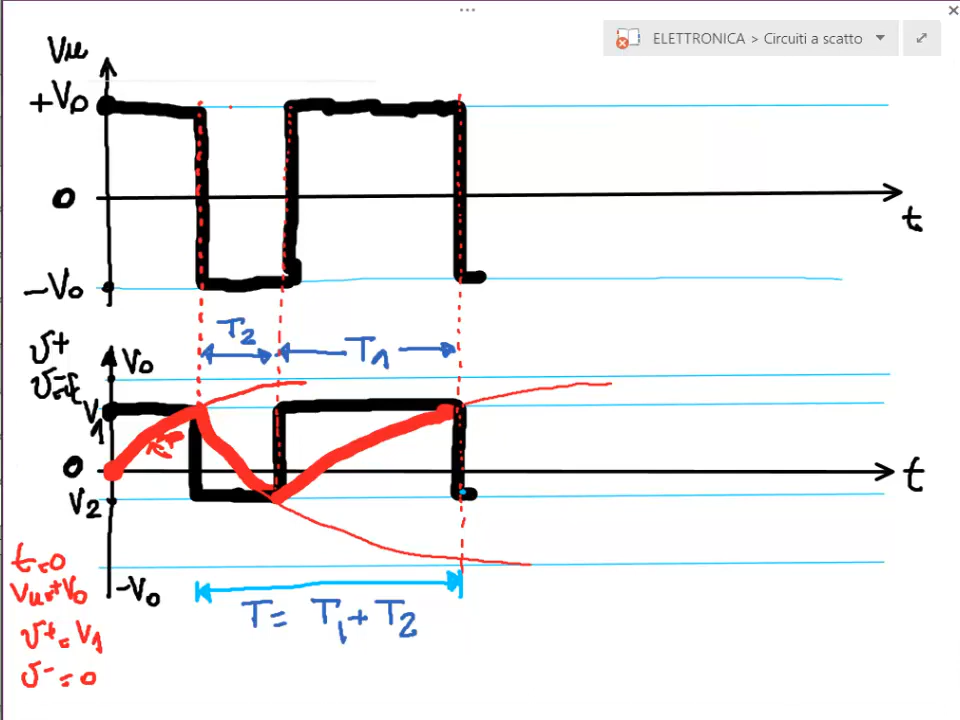 ELETTRONICA > Circuiti a scatto
Vu
+V0
0
t
-V0
T2
T1
v+
V0
v-=vc
V1
0
t
V2
-V0
T= T1+T2
t=0
Vu=+V0
v+=V1
v-=0